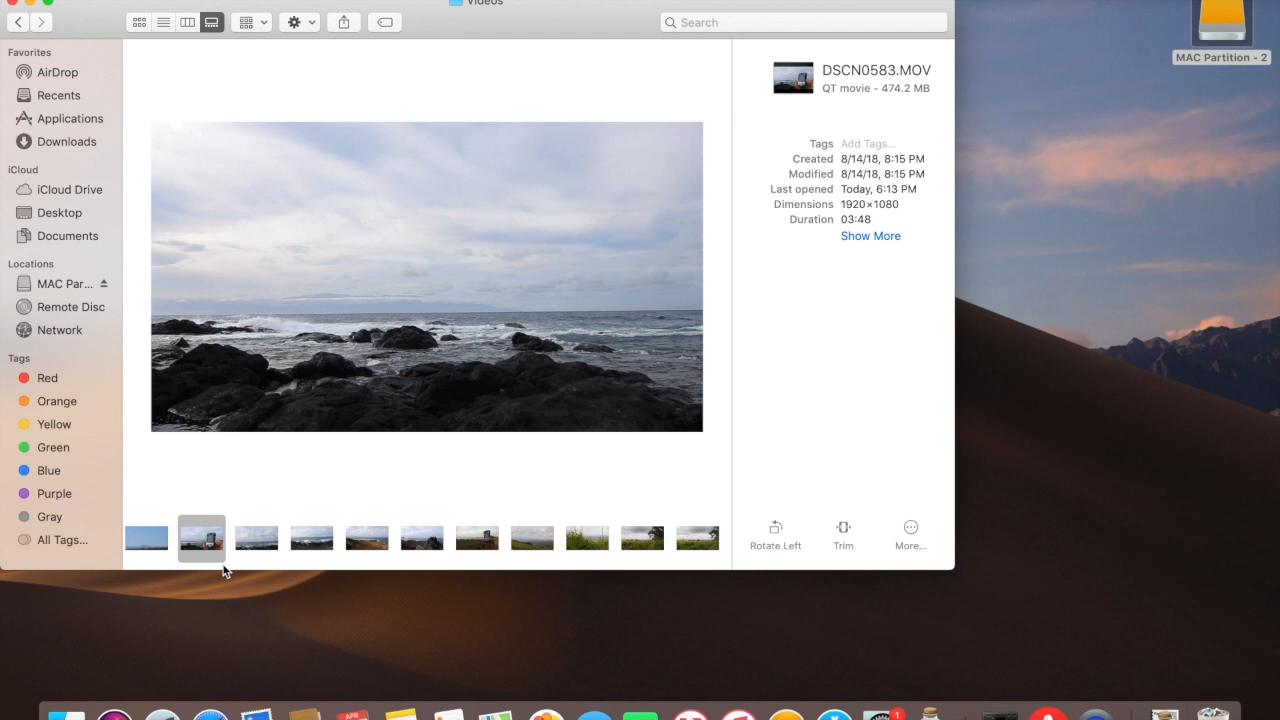 Videos
Search
MAC Partition - 2
Favorites
AirDrop
Recents
Applications
Downloads
iCloud
iCloud Drive
Desktop
Documents
Locations
MAC Par...
Remote Disc
Network
Tags
Red
Orange
Yellow
Green
Blue
Purple
Gray
All Tags...
DSCN0583.MOV
QT movie - 474.2 MB
Tags Add Tags...
Created 8/14/18, 8:15 PM
Modified 8/14/18, 8:15 PM
Last opened Today, 6:13 PM
Dimensions 1920×1080
Duration 03:48
Show More
Rotate Left
Trim
More...
APR
1